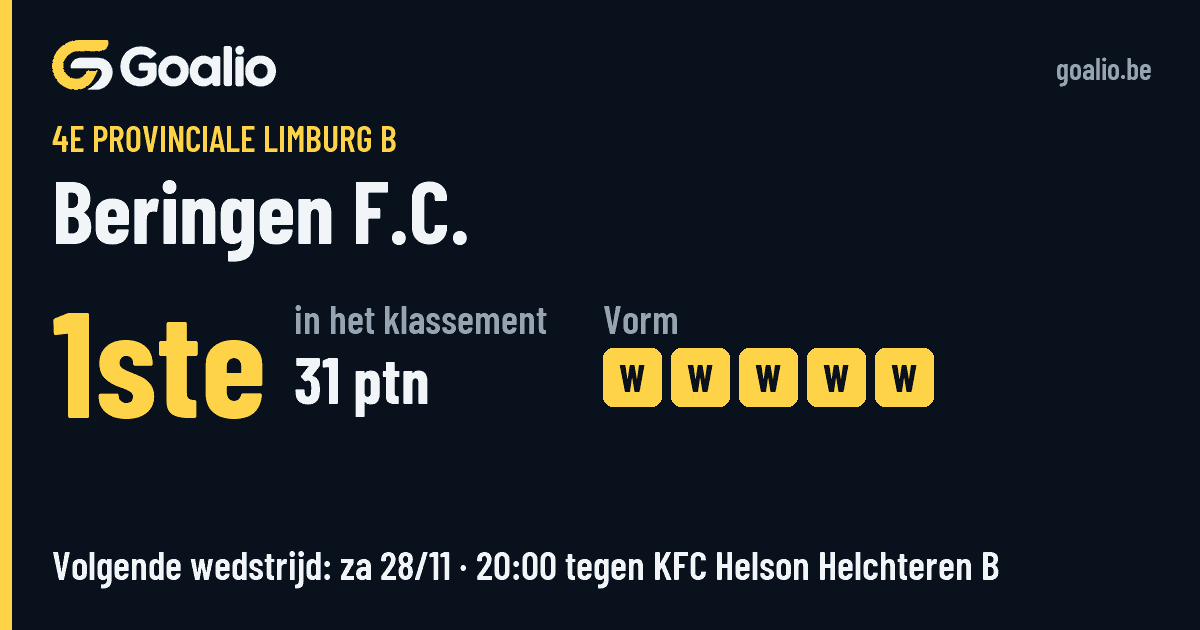 Goalio
goalio.be
4E PROVINCIALE LIMBURG B
Beringen F.C.
1ste
in het klassement
31 ptn
Vorm
W W W W W
Volgende wedstrijd: za 28/11 · 20:00 tegen KFC Helson Helchteren B